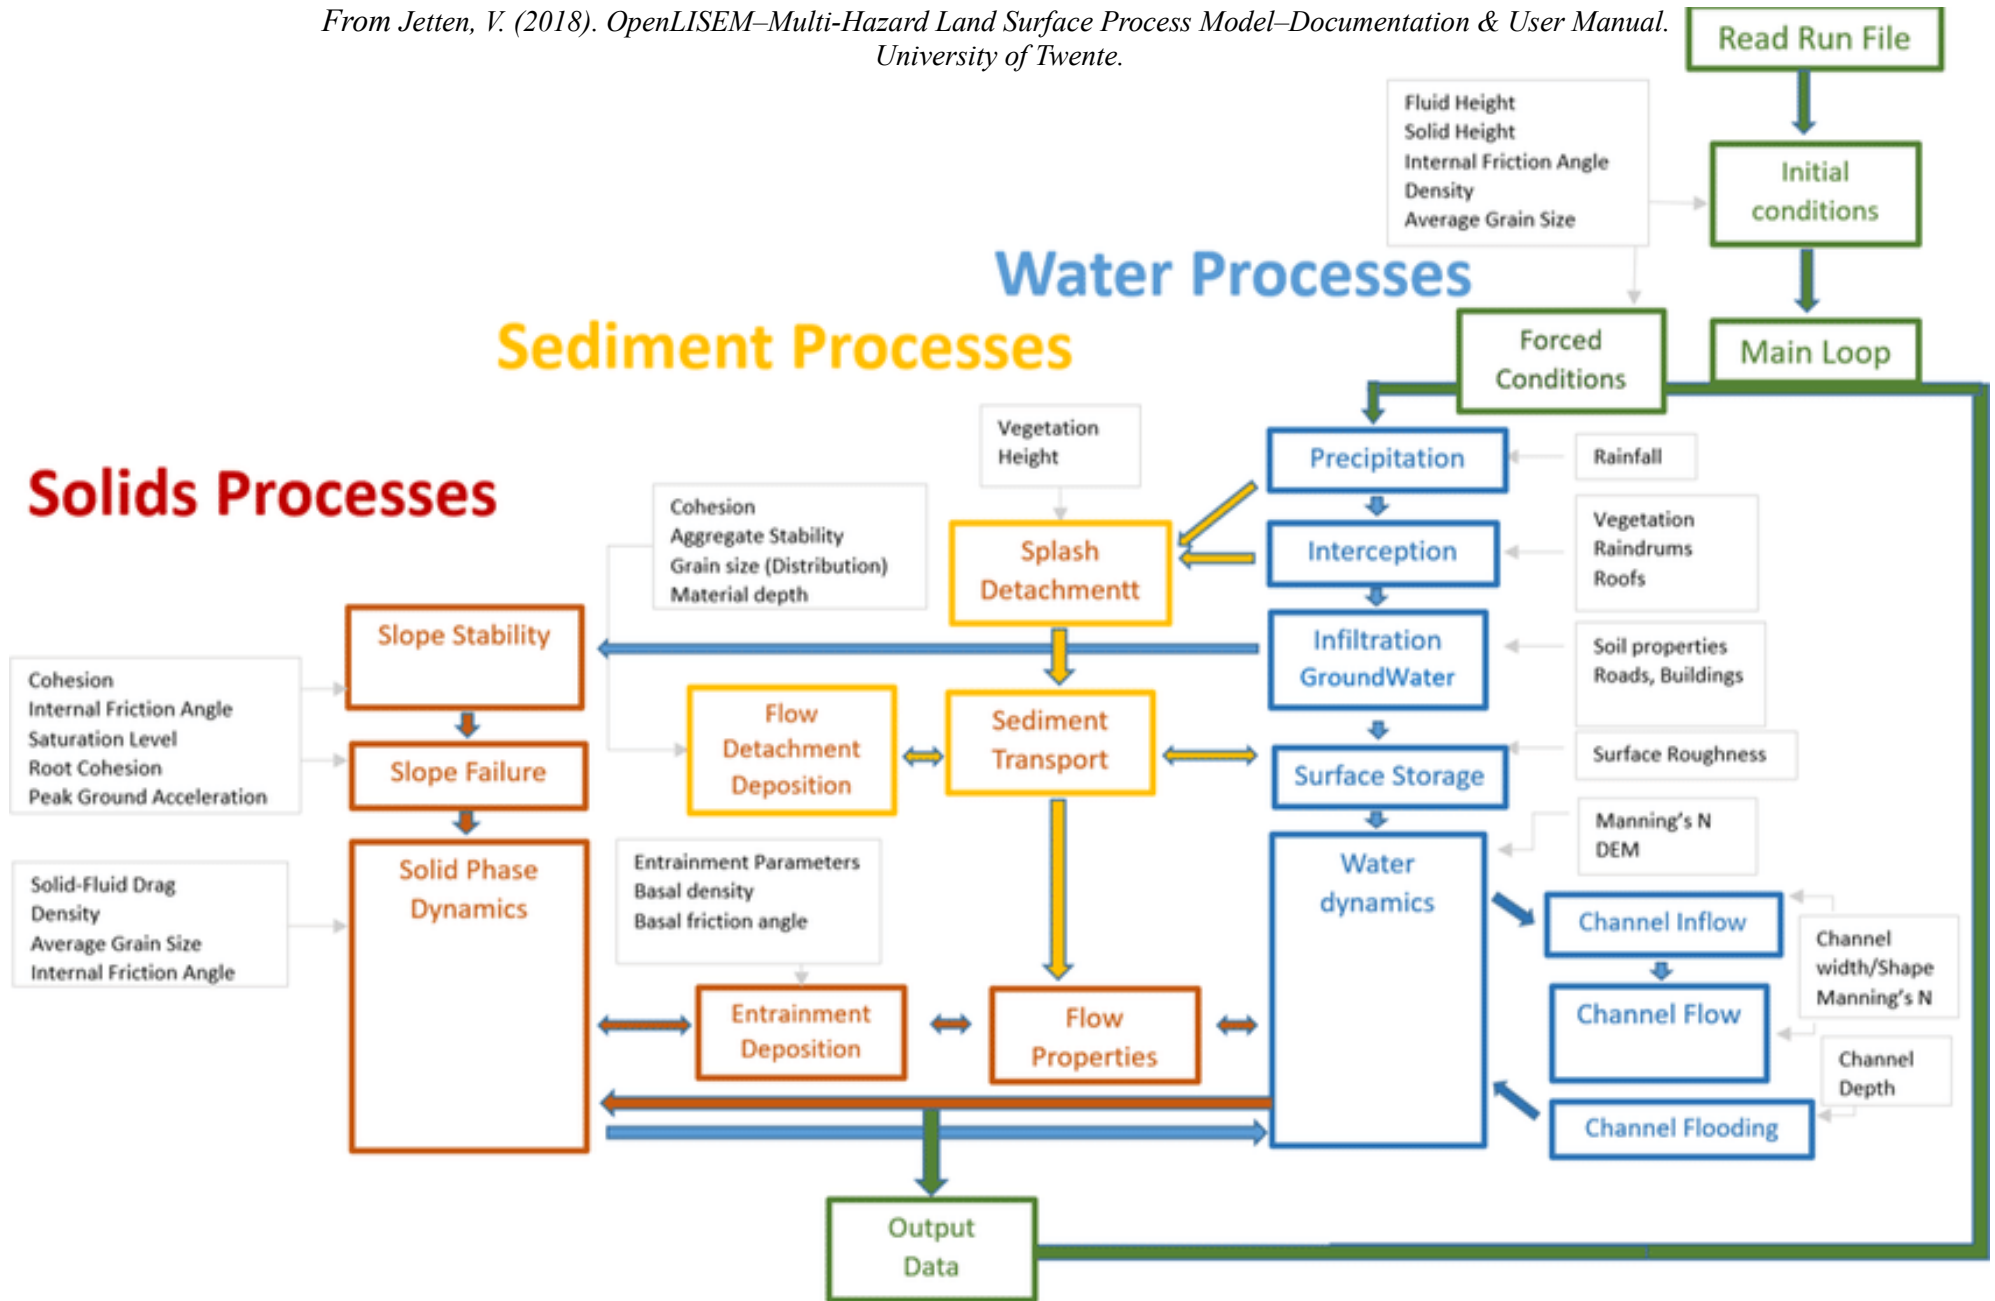 From Jetten, V. (2018). OpenLISEM–Multi-Hazard Land Surface Process Model–Documentation & User Manual.
University of Twente.
Read Run File
Fluid Height
Solid Height
Internal Friction Angle
Density
Average Grain Size
Initial
conditions
Water Processes
Sediment Processes
Solids Processes
Forced
Conditions
Main Loop
Precipitation
Rainfall
Vegetation
Height
Cohesion
Aggregate Stability
Grain size (Distribution)
Material depth
Splash
Detachmentt
Interception
Vegetation
Raindrums
Roofs
Slope Stability
Infiltration
GroundWater
Soil properties
Roads, Buildings
Cohesion
Internal Friction Angle
Saturation Level
Root Cohesion
Peak Ground Acceleration
Slope Failure
Flow
Detachment
Deposition
Sediment
Transport
Surface Storage
Surface Roughness
Solid-Fluid Drag
Density
Average Grain Size
Internal Friction Angle
Solid Phase
Dynamics
Entrainment Parameters
Basal density
Basal friction angle
Water
dynamics
Manning's N
DEM
Channel Inflow
Channel
width/Shape
Manning's N
Entrainment
Deposition
Flow
Properties
Channel Flow
Channel
Depth
Channel Flooding
Output
Data